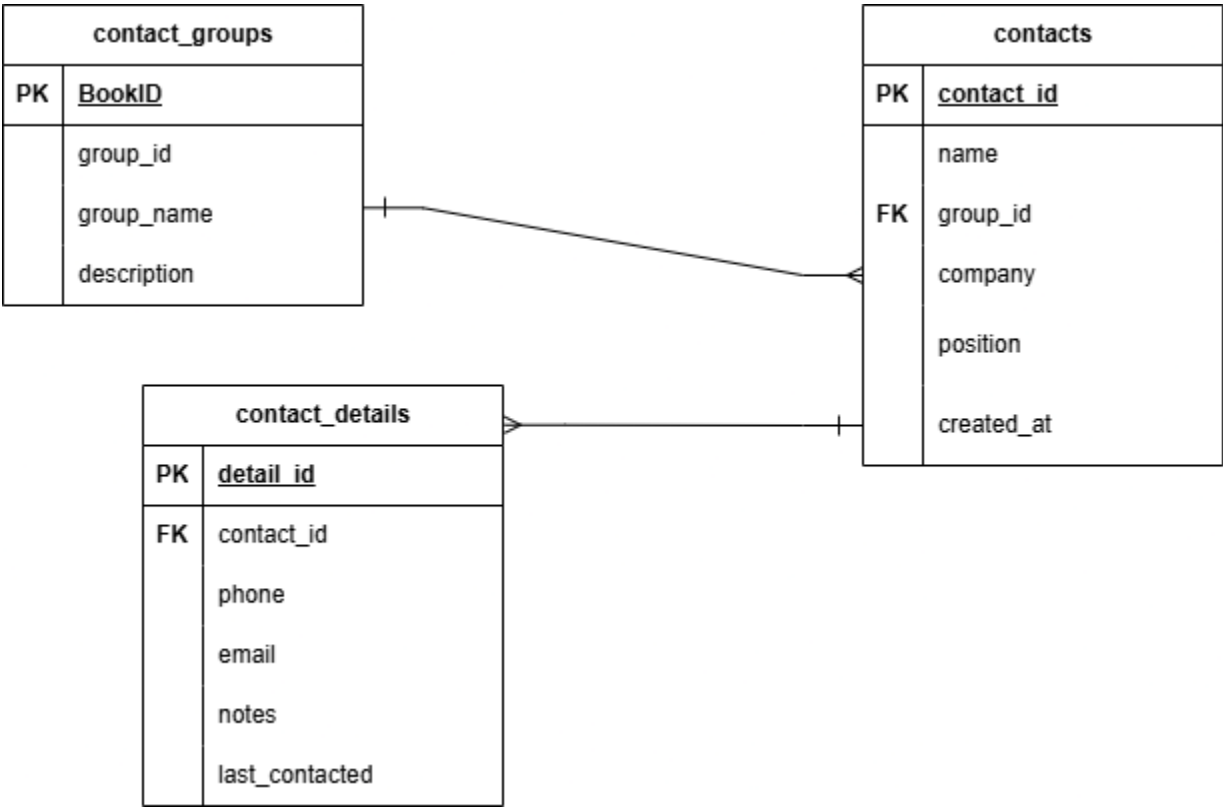 contact_groups
PK BookID
group_id
group_name
description
contacts
PK contact_id
name
FK group_id
company
position
created_at
contact_details
PK detail_id
FK contact_id
phone
email
notes
last_contacted